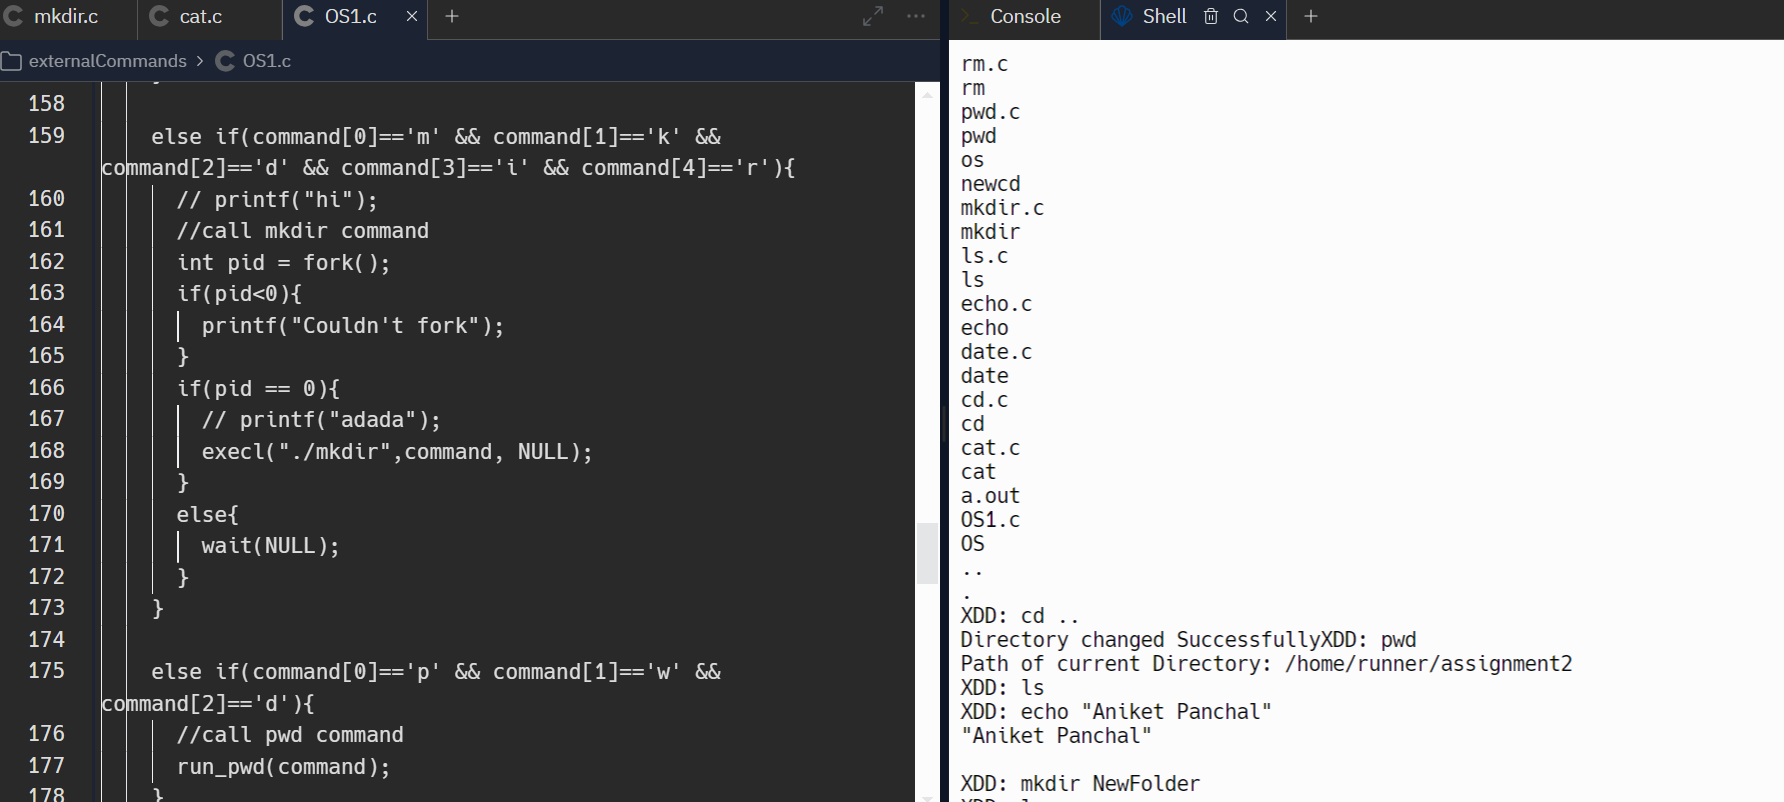 mkdir.c
cat.c
OS1.c
externalCommands > OS1.c
158
159 else if(command[0]=='m' && command[1]=='k' &&
command[2]=='d' && command[3]=='i' && command[4]=='r'){
160 // printf("hi");
161 //call mkdir command
162 int pid = fork();
163 if(pid<0){
164 printf("Couldn't fork");
165 }
166 if(pid == 0){
167 // printf("adada");
168 execl("./mkdir",command, NULL);
169 }
170 else{
171 wait(NULL);
172 }
173 }
174
175 else if(command[0]=='p' && command[1]=='w' &&
command[2]=='d'){
176 //call pwd command
177 run_pwd(command);
178 }
Console
Shell
rm.c
rm
pwd.c
pwd
os
newcd
mkdir.c
mkdir
ls.c
ls
echo.c
echo
date.c
date
cd.c
cd
cat.c
cat
a.out
OS1.c
OS
..
.
XDD: cd ..
Directory changed SuccessfullyXDD: pwd
Path of current Directory: /home/runner/assignment2
XDD: ls
XDD: echo "Aniket Panchal"
"Aniket Panchal"
XDD: mkdir NewFolder